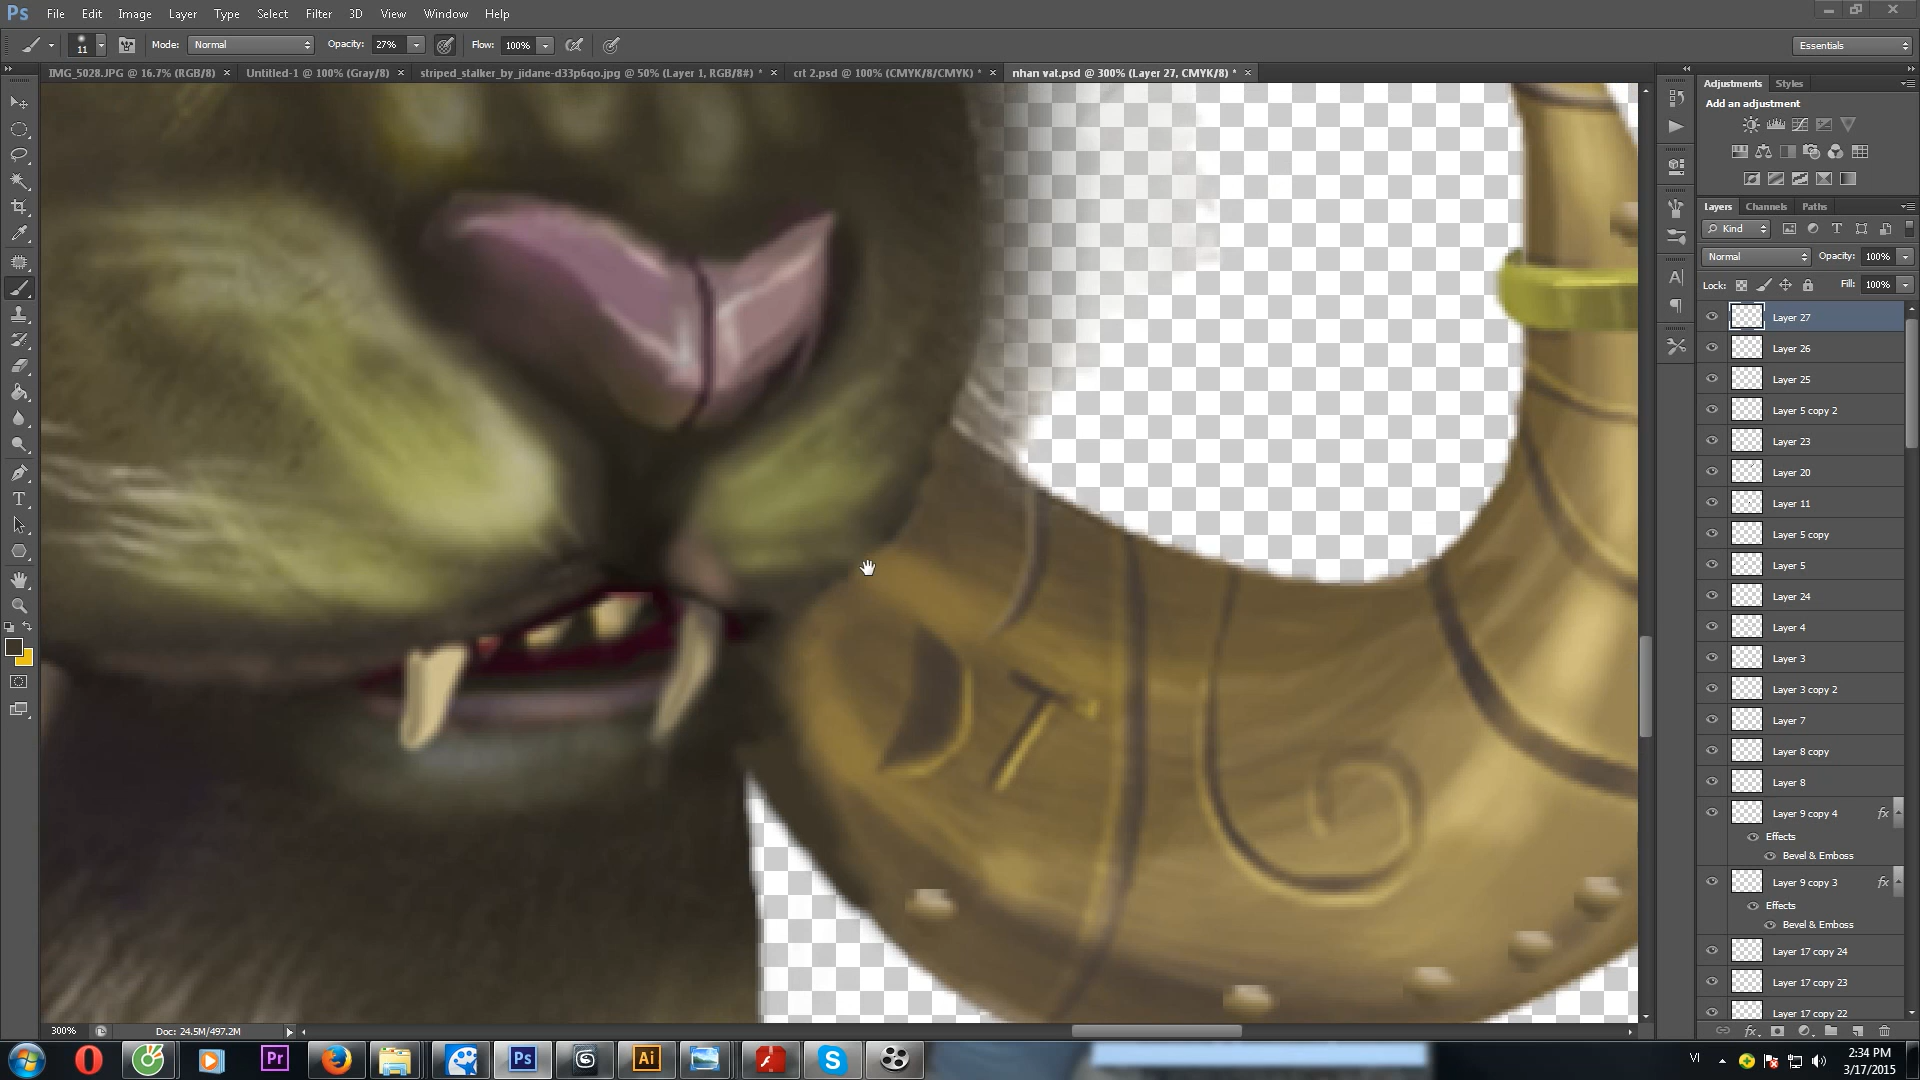 Ps File Edit Image Layer Type Select Filter 3D View Window Help
11 Mode: Normal Opacity: 27% Flow: 100% Essentials
IMG_5028.JPG @ 16.7% (RGB/8) × Untitled-1 @ 100% (Gray/8) × striped_stalker_by_jidane-d33p6qo.jpg @ 50% (Layer 1, RGB/8#) * × crt 2.psd @ 100% (CMYK/8/CMYK) * × nhan vat.psd @ 300% (Layer 27, CMYK/8) * ×
Adjustments Styles
Add an adjustment
Layers Channels Paths
Kind
Normal Opacity: 100%
Lock: Fill: 100%
Layer 27
Layer 26
Layer 25
Layer 5 copy 2
Layer 23
Layer 20
Layer 11
Layer 5 copy
Layer 5
Layer 24
Layer 4
Layer 3
Layer 3 copy 2
Layer 7
Layer 8 copy
Layer 8
Layer 9 copy 4 fx
Effects
Bevel & Emboss
Layer 9 copy 3 fx
Effects
Bevel & Emboss
Layer 17 copy 24
Layer 17 copy 23
Layer 17 copy 22
300% Doc: 24.5M/497.2M
Pr Ps Ai VI 2:34 PM
3/17/2015